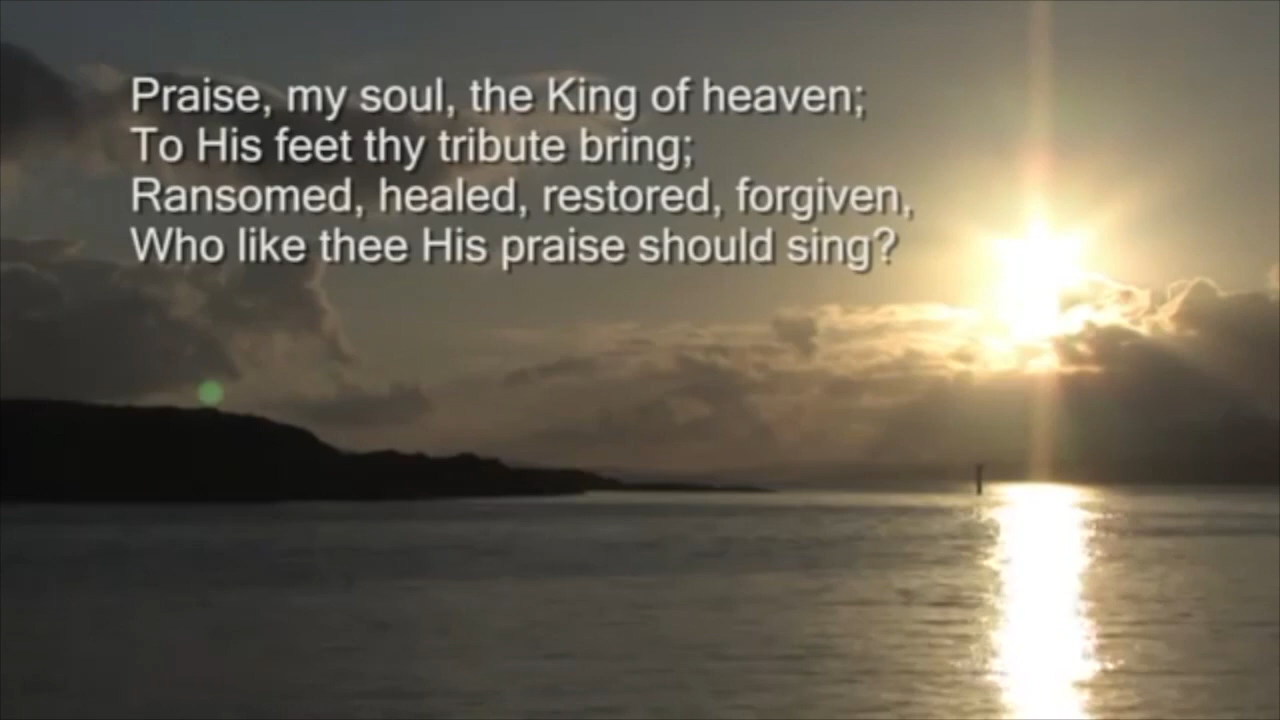 Praise, my soul, the King of heaven;
To His feet thy tribute bring;
Ransomed, healed, restored, forgiven,
Who like thee His praise should sing?